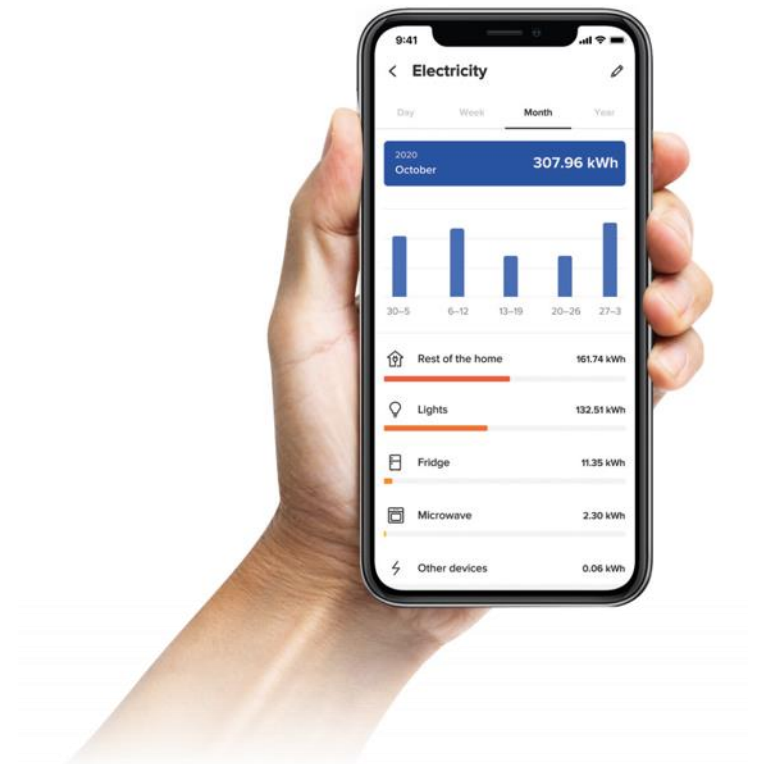 9:41
Electricity
Day Week Month Year
2020
October 307.96 kWh
30–5 6–12 13–19 20–26 27–3
Rest of the home 161.74 kWh
Lights 132.51 kWh
Fridge 11.35 kWh
Microwave 2.30 kWh
Other devices 0.06 kWh